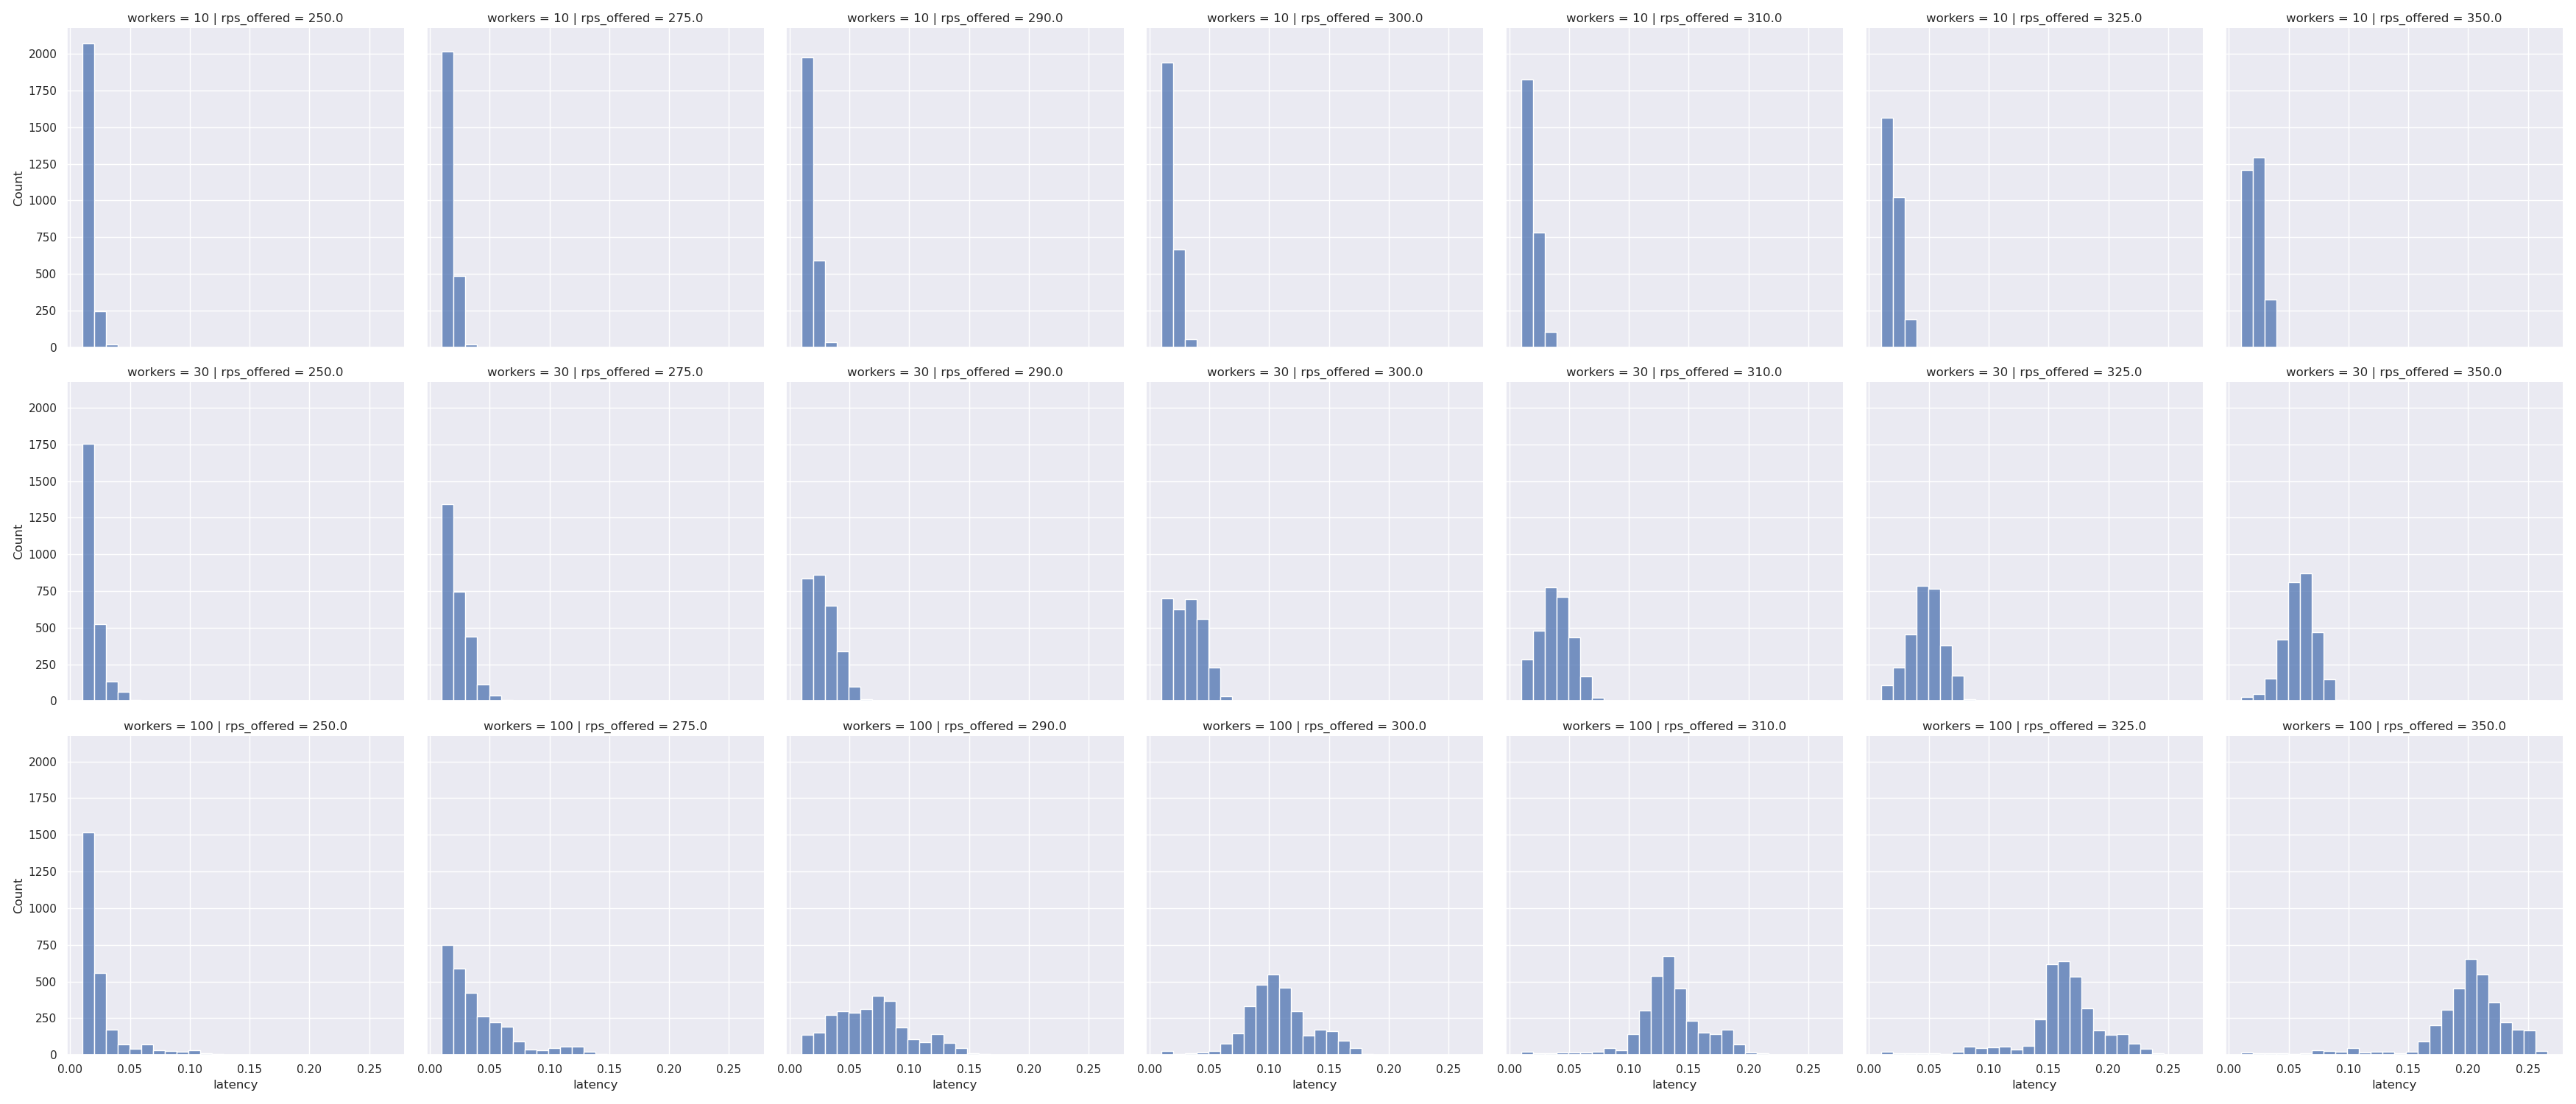 workers = 10 | rps_offered = 250.0
workers = 10 | rps_offered = 275.0
workers = 10 | rps_offered = 290.0
workers = 10 | rps_offered = 300.0
workers = 10 | rps_offered = 310.0
workers = 10 | rps_offered = 325.0
workers = 10 | rps_offered = 350.0
2000
1750
1500
1250
1000
750
500
250
0
Count
workers = 30 | rps_offered = 250.0
workers = 30 | rps_offered = 275.0
workers = 30 | rps_offered = 290.0
workers = 30 | rps_offered = 300.0
workers = 30 | rps_offered = 310.0
workers = 30 | rps_offered = 325.0
workers = 30 | rps_offered = 350.0
2000
1750
1500
1250
1000
750
500
250
0
Count
workers = 100 | rps_offered = 250.0
workers = 100 | rps_offered = 275.0
workers = 100 | rps_offered = 290.0
workers = 100 | rps_offered = 300.0
workers = 100 | rps_offered = 310.0
workers = 100 | rps_offered = 325.0
workers = 100 | rps_offered = 350.0
2000
1750
1500
1250
1000
750
500
250
0
Count
0.00 0.05 0.10 0.15 0.20 0.25
latency
0.00 0.05 0.10 0.15 0.20 0.25
latency
0.00 0.05 0.10 0.15 0.20 0.25
latency
0.00 0.05 0.10 0.15 0.20 0.25
latency
0.00 0.05 0.10 0.15 0.20 0.25
latency
0.00 0.05 0.10 0.15 0.20 0.25
latency
0.00 0.05 0.10 0.15 0.20 0.25
latency